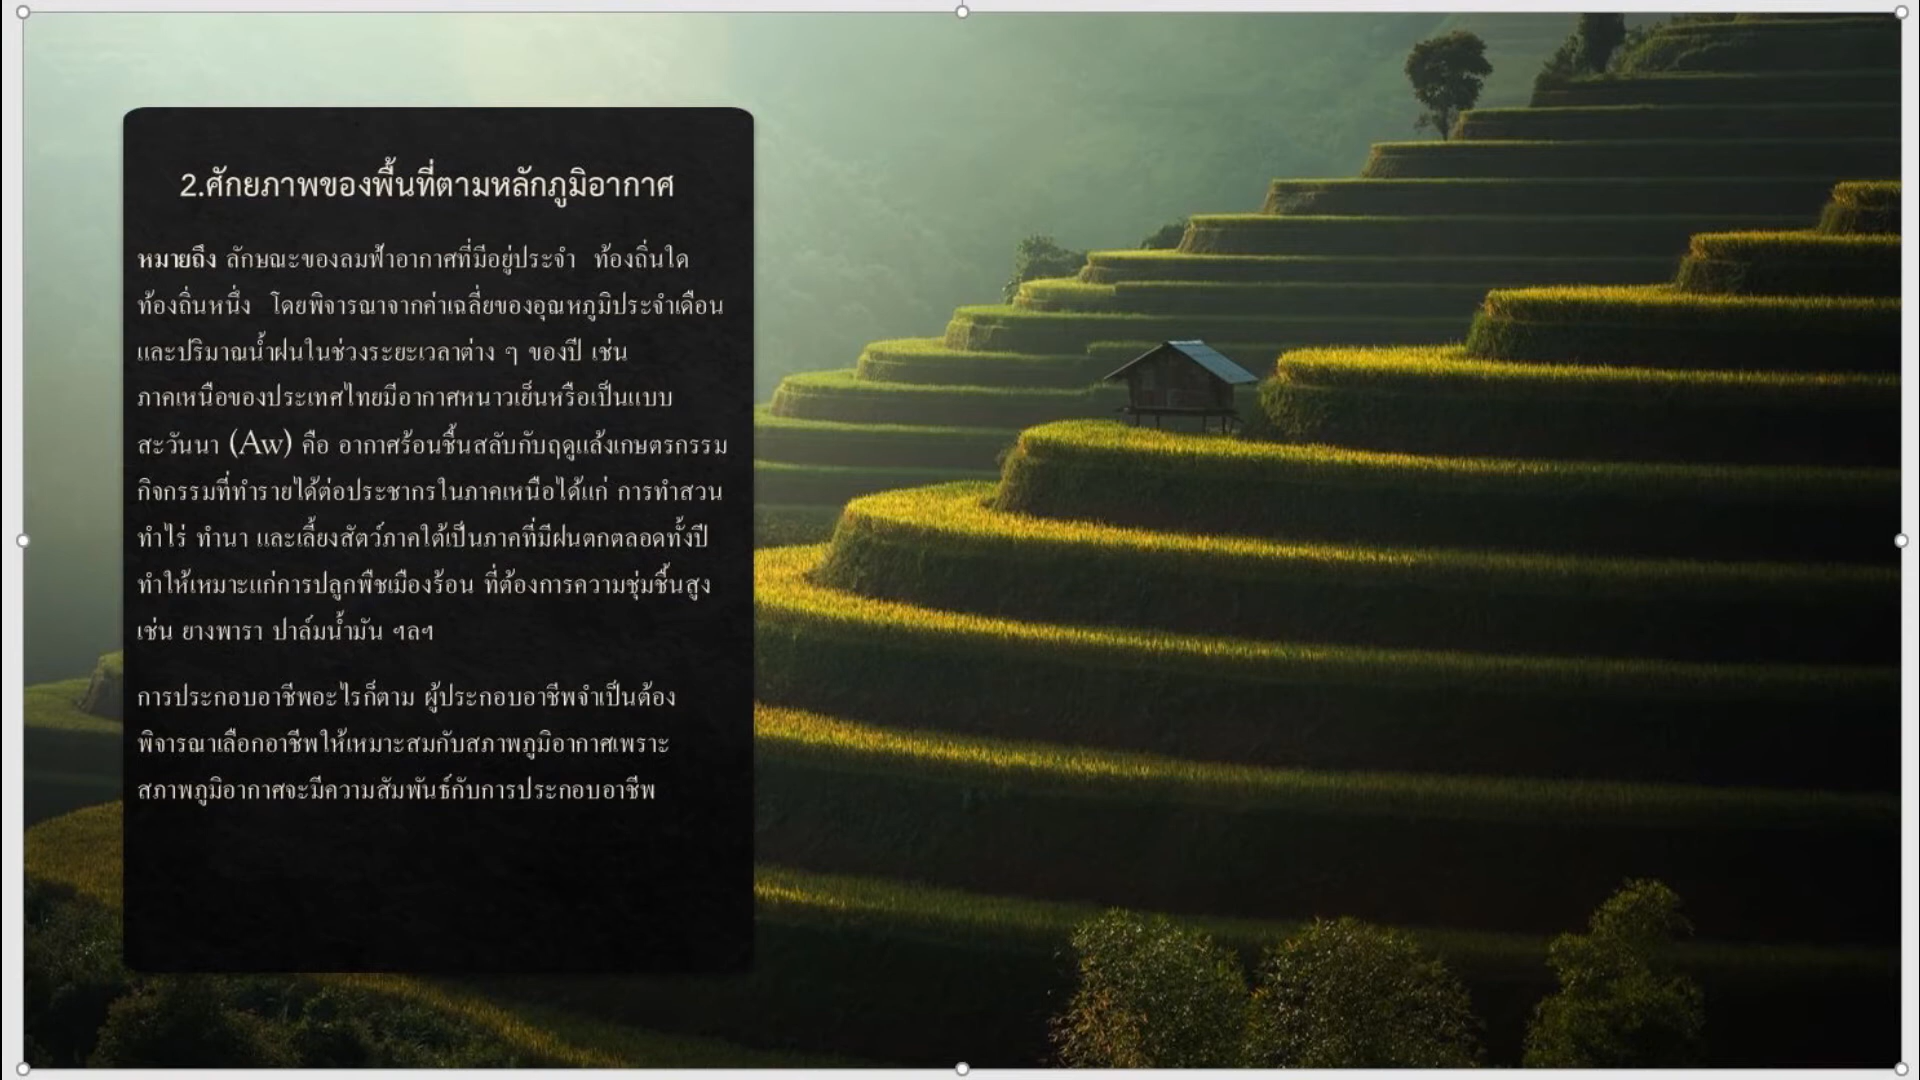 2.ศักยภาพของพื้นที่ตามหลักภูมิอากาศ
หมายถึง ลักษณะของลมฟ้าอากาศที่มีอยู่ประจำ  ท้องถิ่นใด
ท้องถิ่นหนึ่ง  โดยพิจารณาจากค่าเฉลี่ยของอุณหภูมิประจำเดือน
และปริมาณน้ำฝนในช่วงระยะเวลาต่าง ๆ ของปี เช่น
ภาคเหนือของประเทศไทยมีอากาศหนาวเย็นหรือเป็นแบบ
สะวันนา (Aw) คือ อากาศร้อนชื้นสลับกับฤดูแล้งเกษตรกรรม
กิจกรรมที่ทำรายได้ต่อประชากรในภาคเหนือได้แก่ การทำสวน
ทำไร่ ทำนา และเลี้ยงสัตว์ภาคใต้เป็นภาคที่มีฝนตกตลอดทั้งปี
ทำให้เหมาะแก่การปลูกพืชเมืองร้อน ที่ต้องการความชุ่มชื้นสูง
เช่น ยางพารา ปาล์มน้ำมัน ฯลฯ
การประกอบอาชีพอะไรก็ตาม ผู้ประกอบอาชีพจำเป็นต้อง
พิจารณาเลือกอาชีพให้เหมาะสมกับสภาพภูมิอากาศเพราะ
สภาพภูมิอากาศจะมีความสัมพันธ์กับการประกอบอาชีพ